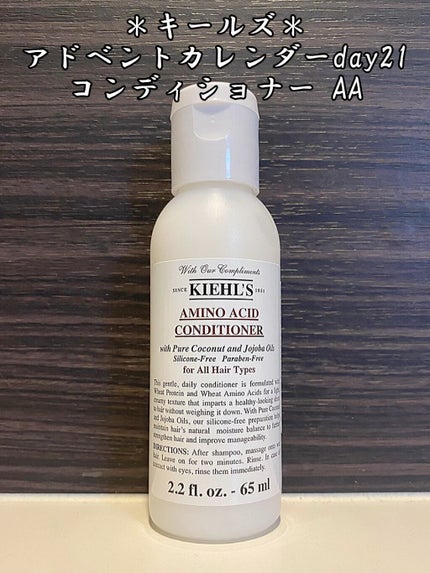 ＊キールズ＊
アドベントカレンダーday21
コンディショナー AA
With Our Compliments
SINCE KIEHL'S 1851
AMINO ACID
CONDITIONER
with Pure Coconut and Jojoba Oils
Silicone-Free Paraben-Free
for All Hair Types
This gentle, daily conditioner is formulated with
Wheat Protein and Wheat Amino Acids for a light,
creamy texture that imparts a healthy-looking
to hair without weighing it down. With Pure Coconut
and Jojoba Oils, our silicone-free preparation helps
maintain hair's natural moisture balance to
strengthen hair and improve manageability.
DIRECTIONS: After shampoo, massage onto
hair. Leave on for two minutes. Rinse. In case of
contact with eyes, rinse them immediately.
2.2 fl. oz. - 65 ml